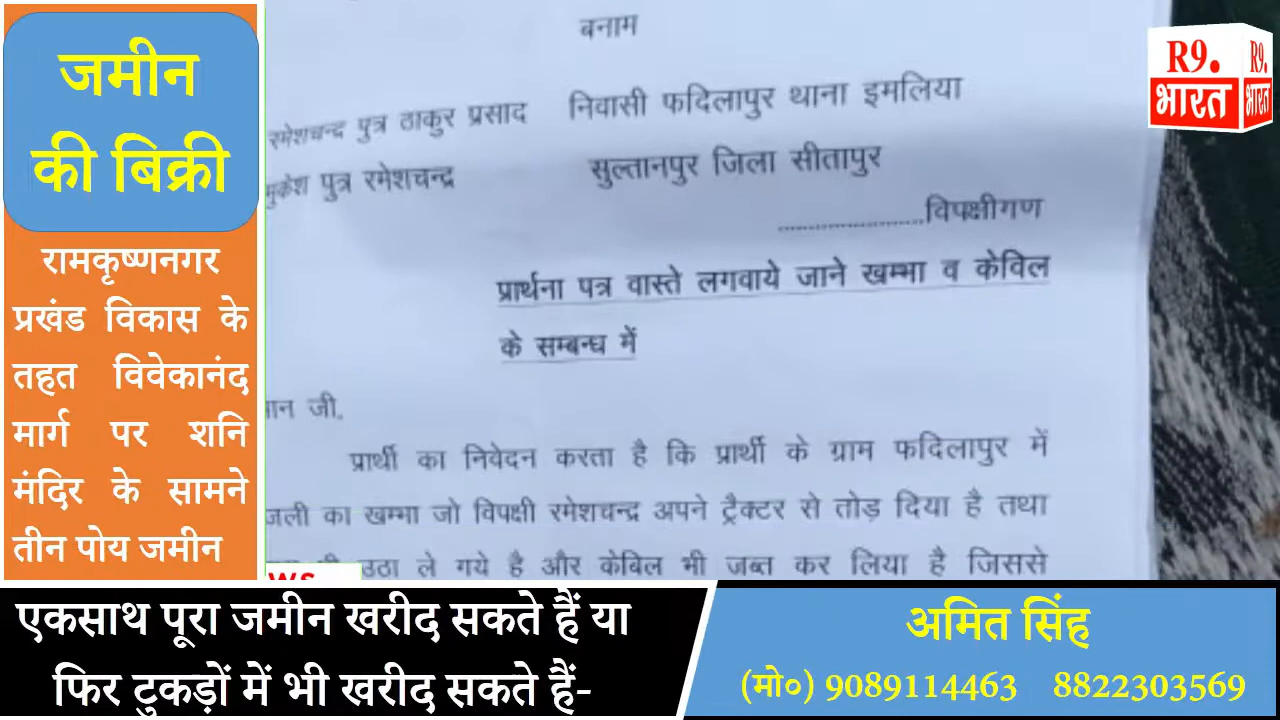 जमीन
की बिक्री
रामकृष्णनगर
प्रखंड विकास के
तहत विवेकानंद
मार्ग पर शनि
मंदिर के सामने
तीन पोय जमीन
बनाम
रमेशचन्द्र पुत्र ठाकुर प्रसाद निवासी फदिलापुर थाना इमलिया
मुकेश पुत्र रमेशचन्द्र सुल्तानपुर जिला सीतापुर
....................विपक्षीगण
प्रार्थना पत्र वास्ते लगवाये जाने खम्भा व केविल
के सम्बन्ध में
मान जी,
प्रार्थी का निवेदन करता है कि प्रार्थी के ग्राम फदिलापुर में
जली का खम्भा जो विपक्षी रमेशचन्द्र अपने ट्रैक्टर से तोड़ दिया है तथा
उठा ले गये है और केबिल भी जब्त कर लिया है जिससे
R9.
भारत
R9.
भारत
एकसाथ पूरा जमीन खरीद सकते हैं या
फिर टुकड़ों में भी खरीद सकते हैं-
अमित सिंह
(मो०) 9089114463 8822303569